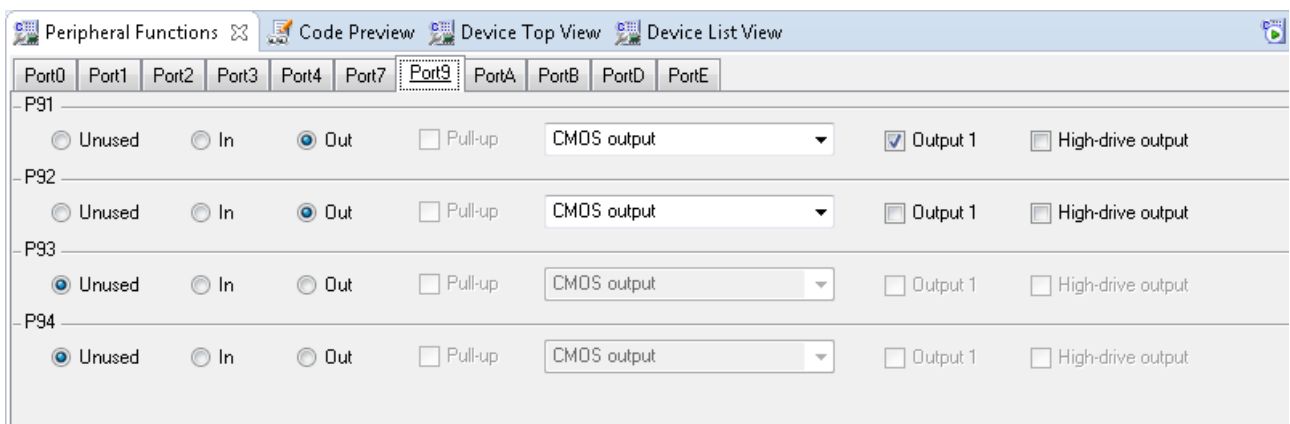 Peripheral Functions Code Preview Device Top View Device List View
Port0 Port1 Port2 Port3 Port4 Port7 Port9 PortA PortB PortD PortE
P91
Unused In Out Pull-up CMOS output Output 1 High-drive output
P92
Unused In Out Pull-up CMOS output Output 1 High-drive output
P93
Unused In Out Pull-up CMOS output Output 1 High-drive output
P94
Unused In Out Pull-up CMOS output Output 1 High-drive output